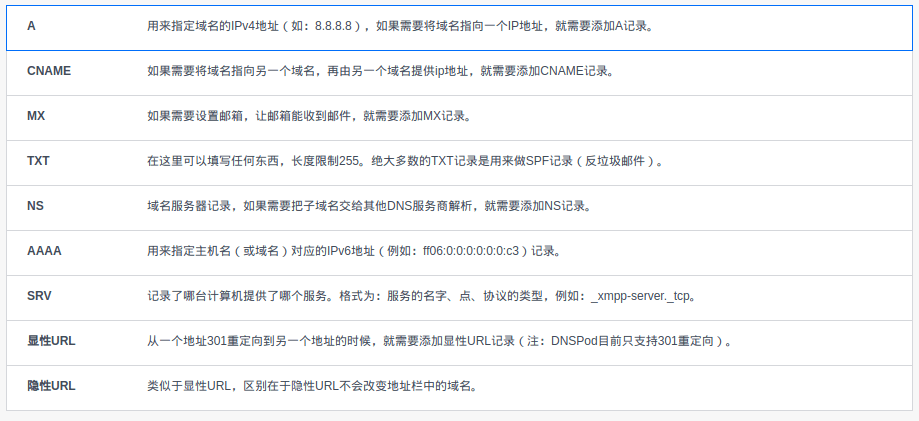 A 用来指定域名的IPv4地址（如：8.8.8.8），如果需要将域名指向一个IP地址，就需要添加A记录。
CNAME 如果需要将域名指向另一个域名，再由另一个域名提供ip地址，就需要添加CNAME记录。
MX 如果需要设置邮箱，让邮箱能收到邮件，就需要添加MX记录。
TXT 在这里可以填写任何东西，长度限制255。绝大多数的TXT记录是用来做SPF记录（反垃圾邮件）。
NS 域名服务器记录，如果需要把子域名交给其他DNS服务商解析，就需要添加NS记录。
AAAA 用来指定主机名（或域名）对应的IPv6地址（例如：ff06:0:0:0:0:0:0:c3）记录。
SRV 记录了哪台计算机提供了哪个服务。格式为：服务的名字、点、协议的类型，例如：_xmpp-server._tcp。
显性URL 从一个地址301重定向到另一个地址的时候，就需要添加显性URL记录（注：DNSPod目前只支持301重定向）。
隐性URL 类似于显性URL，区别在于隐性URL不会改变地址栏中的域名。